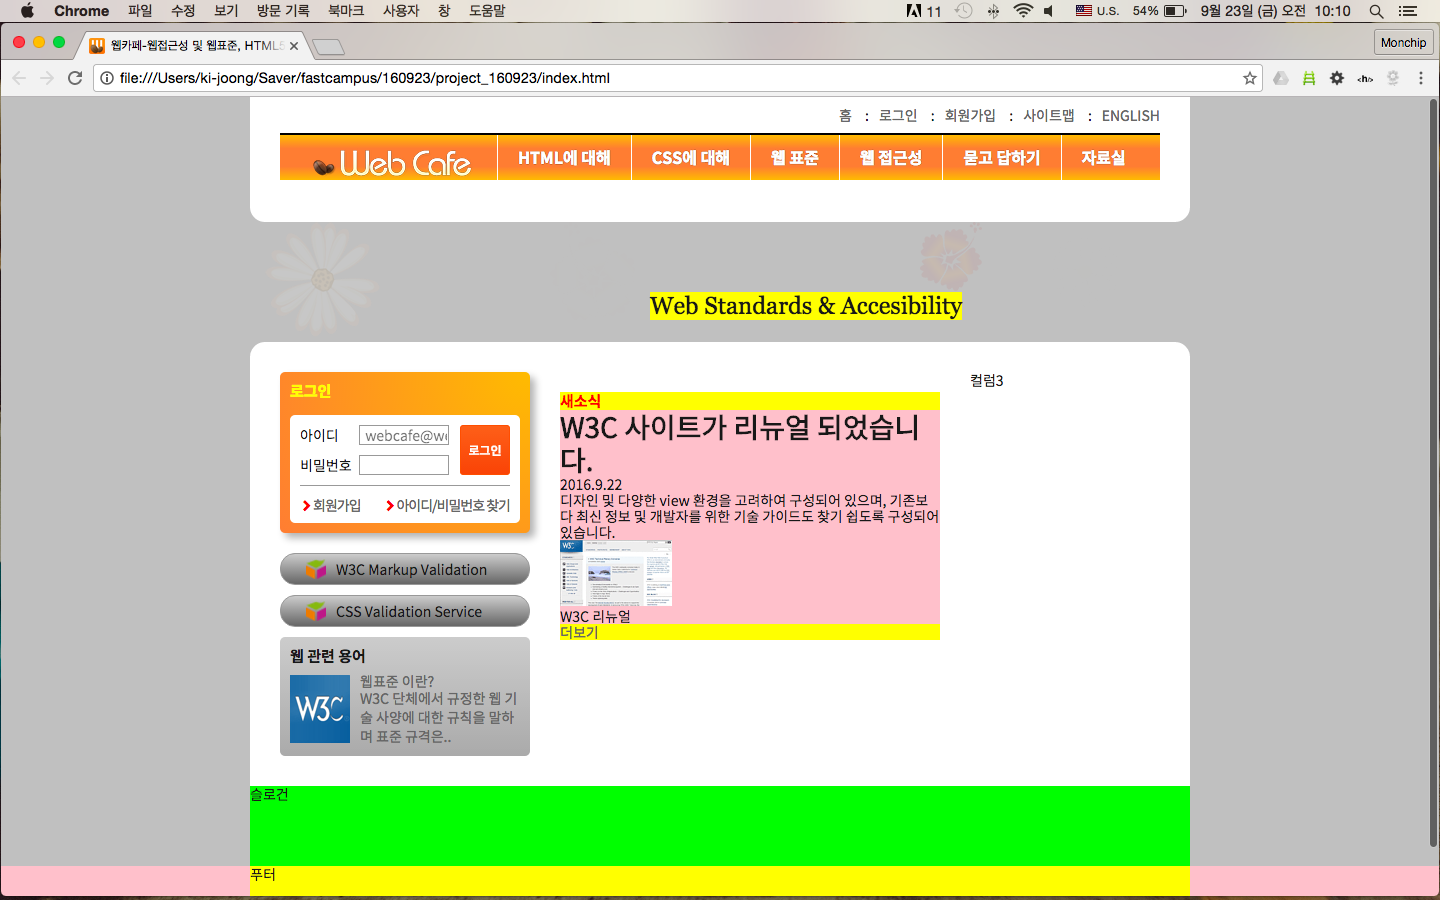 Chrome 파일 수정 보기 방문 기록 북마크 사용자 창 도움말 11 U.S. 54% 9월 23일 (금) 오전 10:10
웹카페-웹접근성 및 웹표준, HTML5
Monchip
file:///Users/ki-joong/Saver/fastcampus/160923/project_160923/index.html
홈 : 로그인 : 회원가입 : 사이트맵 : ENGLISH
Web Cafe HTML에 대해 CSS에 대해 웹 표준 웹 접근성 묻고 답하기 자료실
Web Standards & Accesibility
로그인
아이디 webcafe@we
비밀번호
로그인
회원가입 아이디/비밀번호 찾기
W3C Markup Validation
CSS Validation Service
웹 관련 용어
W3C
웹표준 이란?
W3C 단체에서 규정한 웹 기
술 사양에 대한 규칙을 말하
며 표준 규격은..
새소식
W3C 사이트가 리뉴얼 되었습니
다.
2016.9.22
디자인 및 다양한 view 환경을 고려하여 구성되어 있으며, 기존보
다 최신 정보 및 개발자를 위한 기술 가이드도 찾기 쉽도록 구성되어
있습니다.
W3C
W3C 리뉴얼
더보기
컬럼3
슬로건
푸터